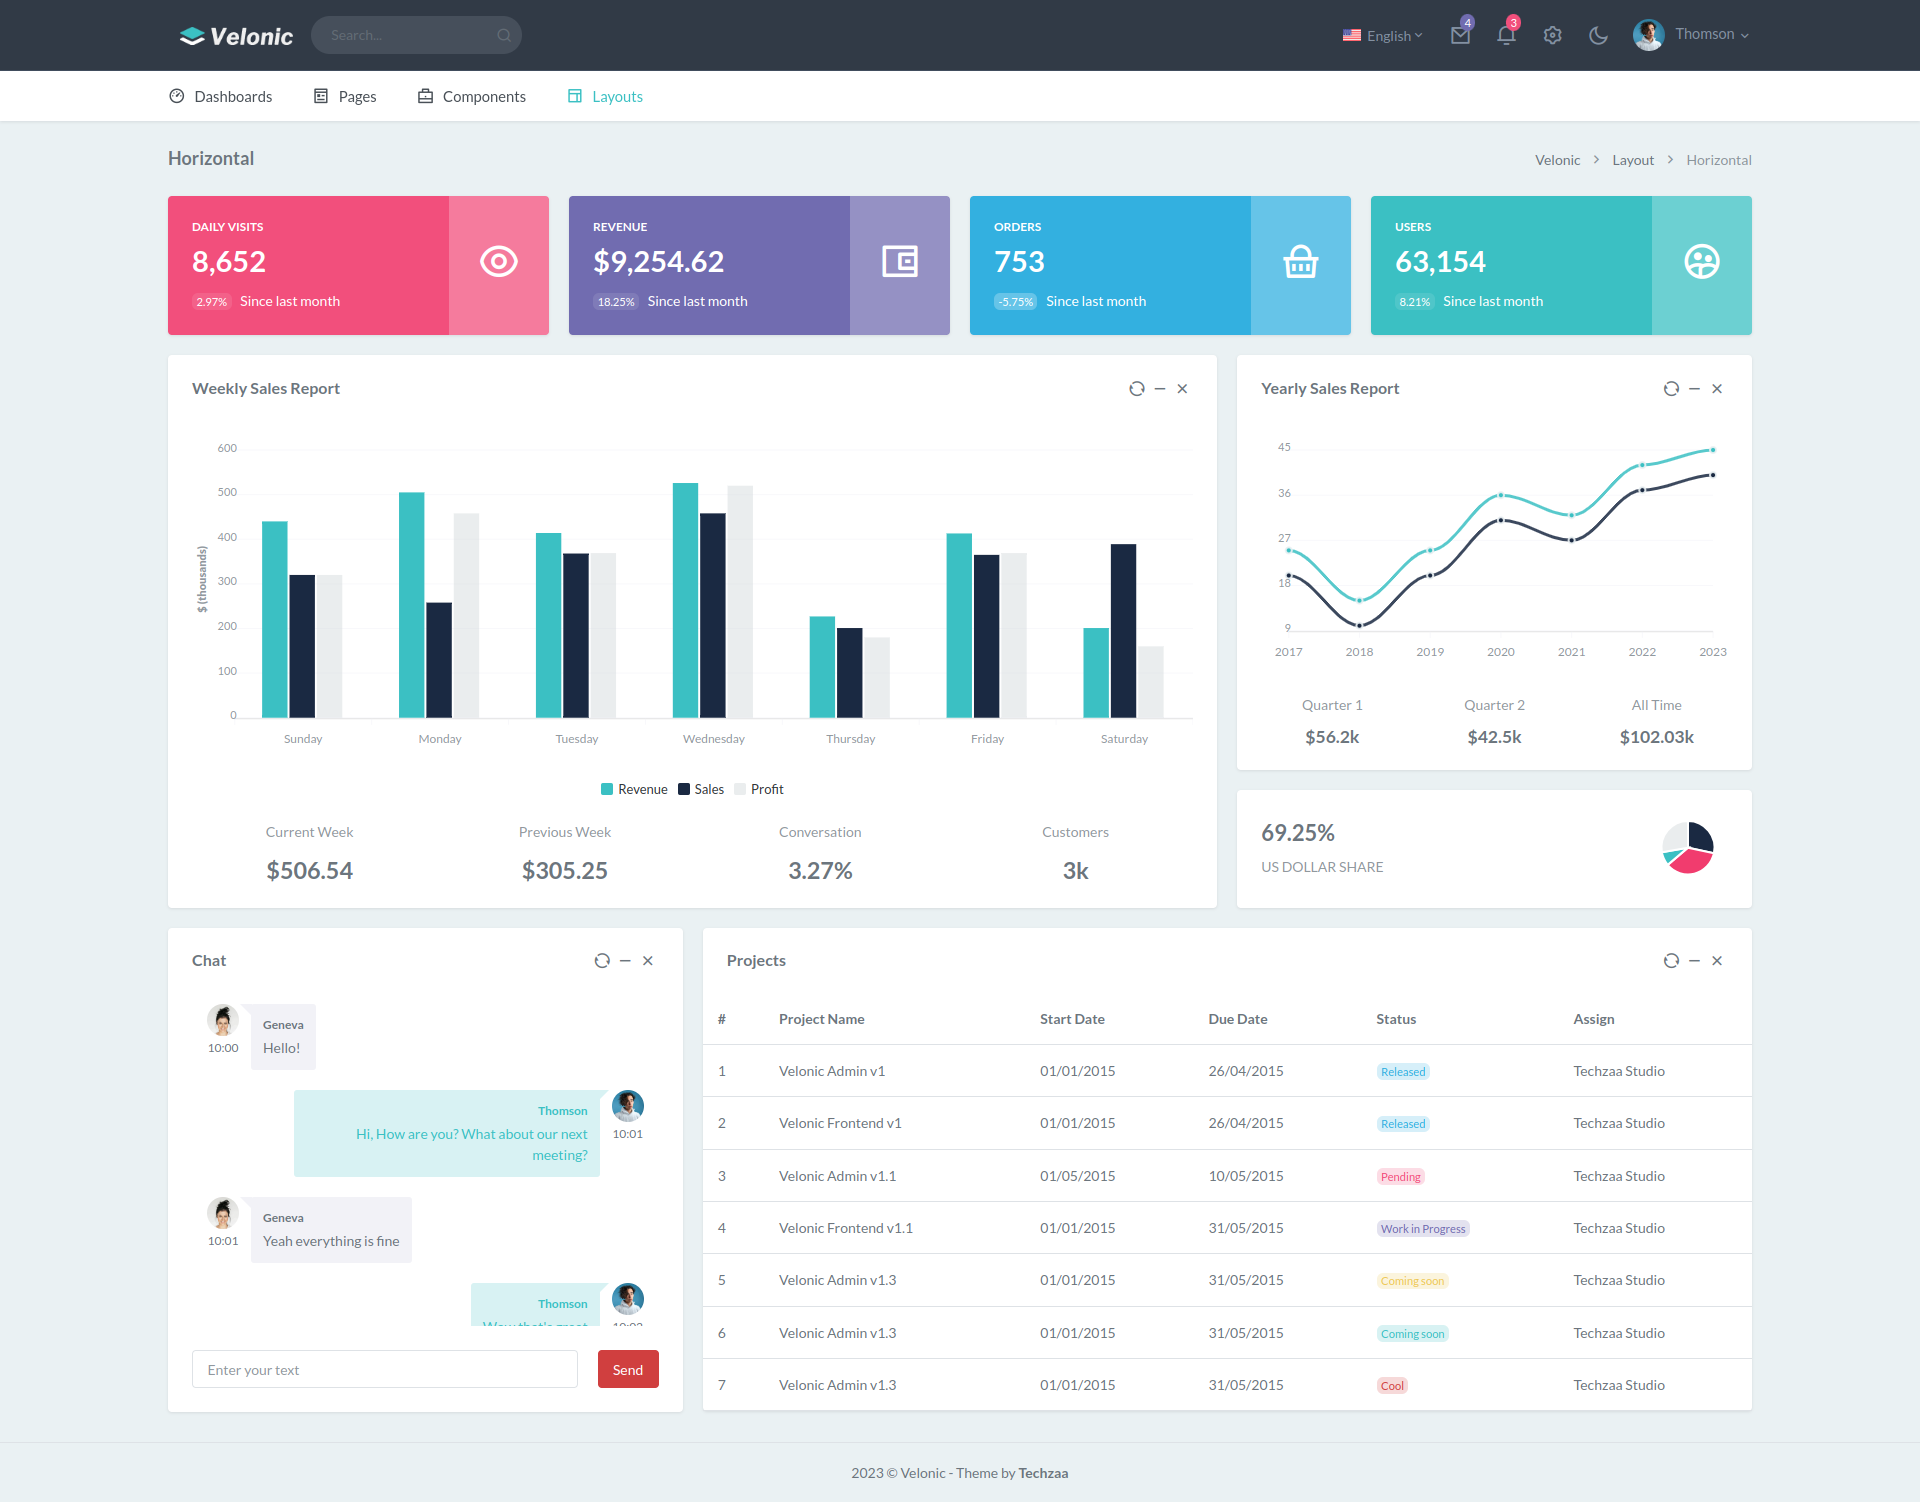 Velonic
Search...
English
4
3
Thomson
Dashboards
Pages
Components
Layouts
Horizontal
Velonic > Layout > Horizontal
DAILY VISITS
8,652
2.97% Since last month
REVENUE
$9,254.62
18.25% Since last month
ORDERS
753
-5.75% Since last month
USERS
63,154
8.21% Since last month
Weekly Sales Report
$ (thousands)
600
500
400
300
200
100
0
Sunday
Monday
Tuesday
Wednesday
Thursday
Friday
Saturday
Revenue
Sales
Profit
Current Week
$506.54
Previous Week
$305.25
Conversation
3.27%
Customers
3k
Yearly Sales Report
45
36
27
18
9
2017
2018
2019
2020
2021
2022
2023
Quarter 1
$56.2k
Quarter 2
$42.5k
All Time
$102.03k
69.25%
US DOLLAR SHARE
Chat
10:00
Geneva
Hello!
Thomson
Hi, How are you? What about our next
meeting?
10:01
10:01
Geneva
Yeah everything is fine
Thomson
Wow that's great
10:02
Enter your text
Send
Projects
# Project Name Start Date Due Date Status Assign
1 Velonic Admin v1 01/01/2015 26/04/2015 Released Techzaa Studio
2 Velonic Frontend v1 01/01/2015 26/04/2015 Released Techzaa Studio
3 Velonic Admin v1.1 01/05/2015 10/05/2015 Pending Techzaa Studio
4 Velonic Frontend v1.1 01/01/2015 31/05/2015 Work in Progress Techzaa Studio
5 Velonic Admin v1.3 01/01/2015 31/05/2015 Coming soon Techzaa Studio
6 Velonic Admin v1.3 01/01/2015 31/05/2015 Coming soon Techzaa Studio
7 Velonic Admin v1.3 01/01/2015 31/05/2015 Cool Techzaa Studio
2023 © Velonic - Theme by Techzaa